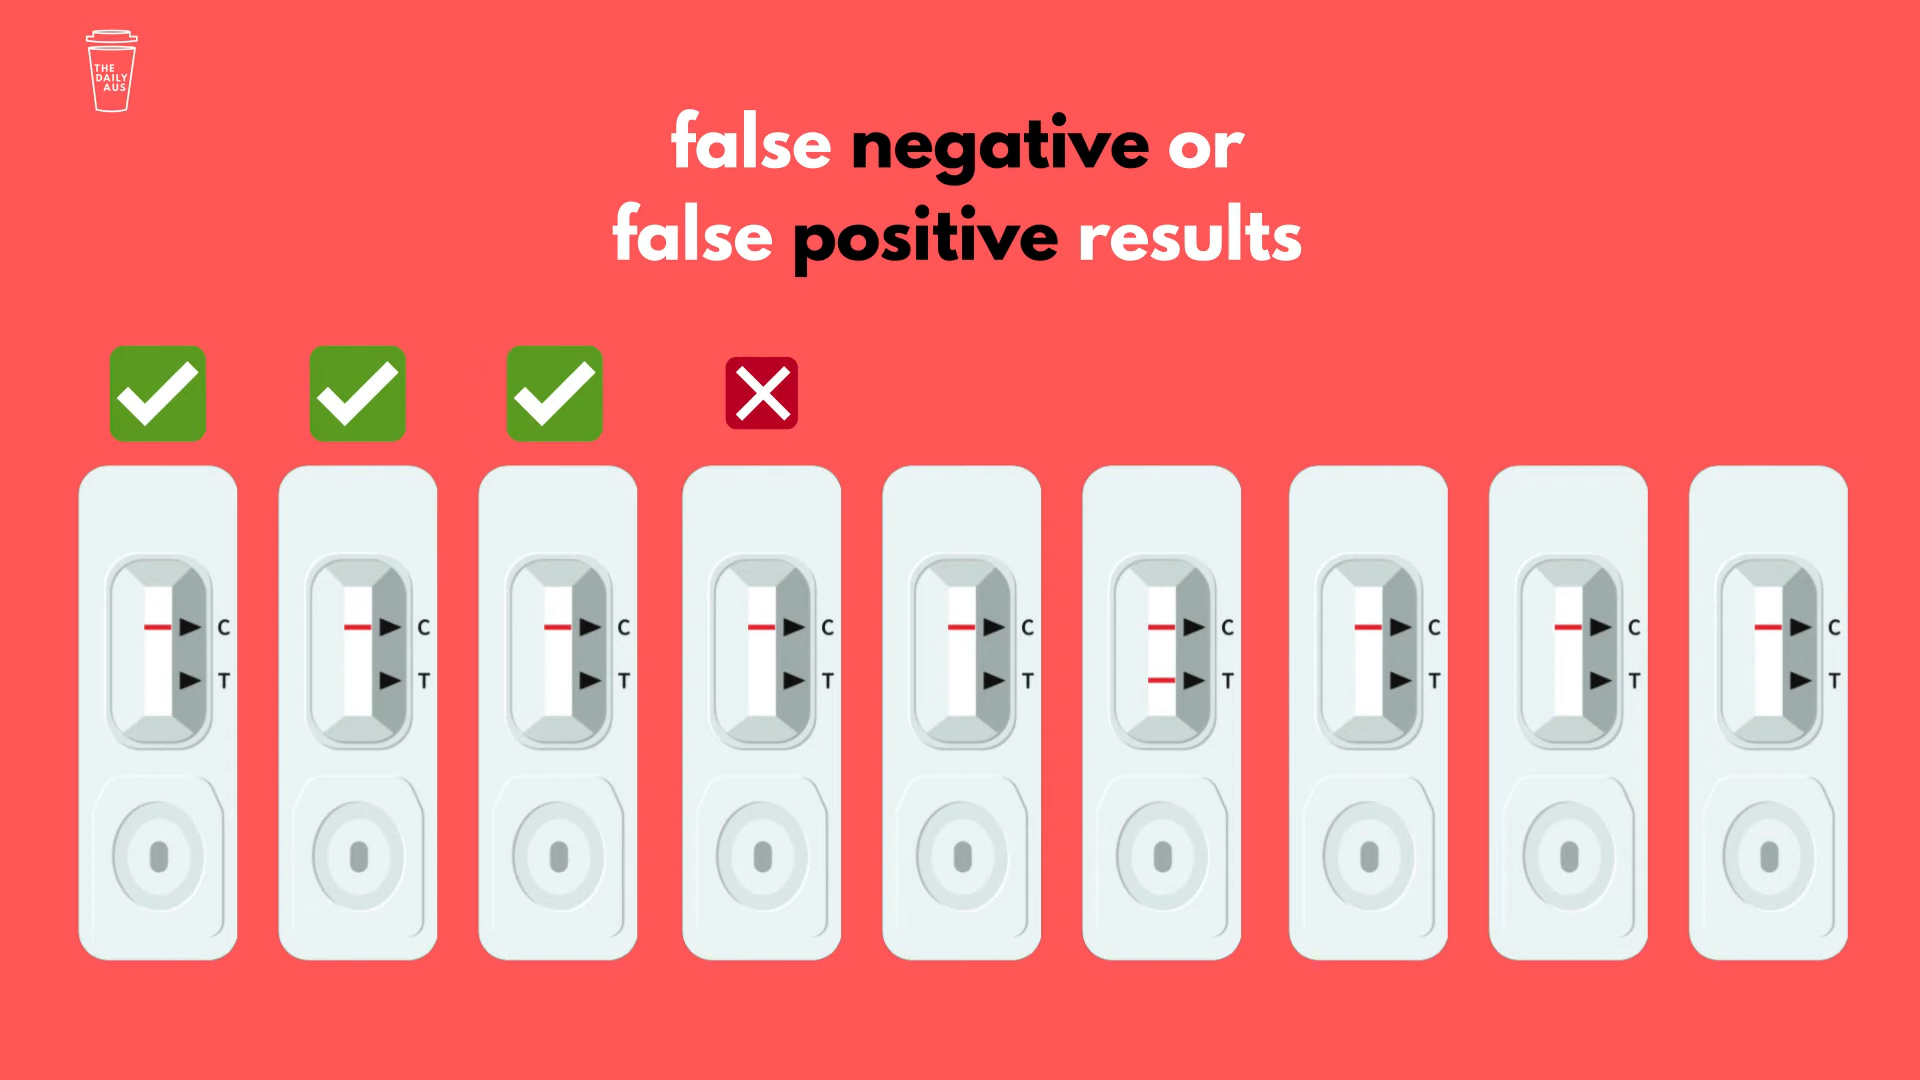 THE
DAILY
AUS
false negative or
false positive results
C C C C C C C C C
T T T T T T T T T